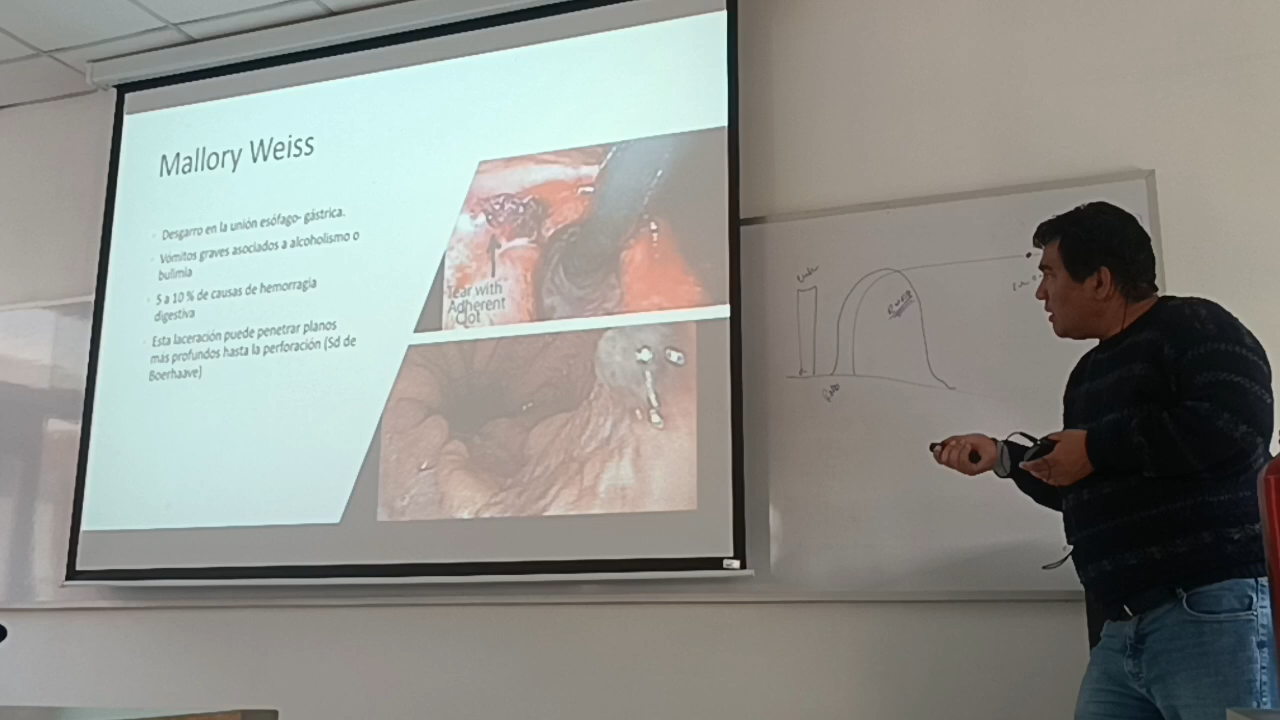 Mallory Weiss
Desgarro en la unión esófago- gástrica.
Vómitos graves asociados a alcoholismo o
bulimia
5 a 10 % de causas de hemorragia
digestiva
Esta laceración puede penetrar planos
más profundos hasta la perforación (Sd de
Boerhaave)
Tear with
Adherent
Clot